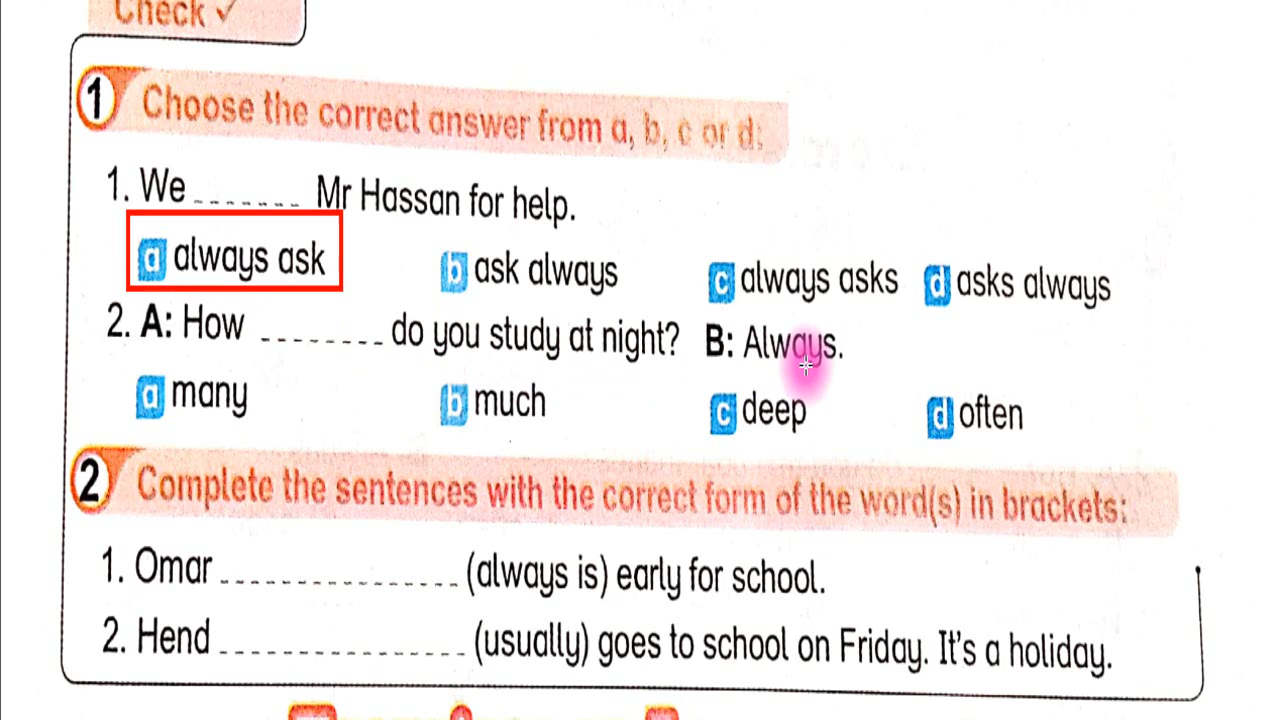 Check ✓
1 Choose the correct answer from a, b, c or d:
1. We _ _ _ _ _ _ _ Mr Hassan for help.
a always ask b ask always c always asks d asks always
2. A: How _ _ _ _ _ _ _ _ do you study at night? B: Always.
a many b much c deep d often
2 Complete the sentences with the correct form of the word(s) in brackets:
1. Omar _ _ _ _ _ _ _ _ _ _ _ _ _ _ _ (always is) early for school.
2. Hend _ _ _ _ _ _ _ _ _ _ _ _ _ _ _ _ (usually) goes to school on Friday. It's a holiday.